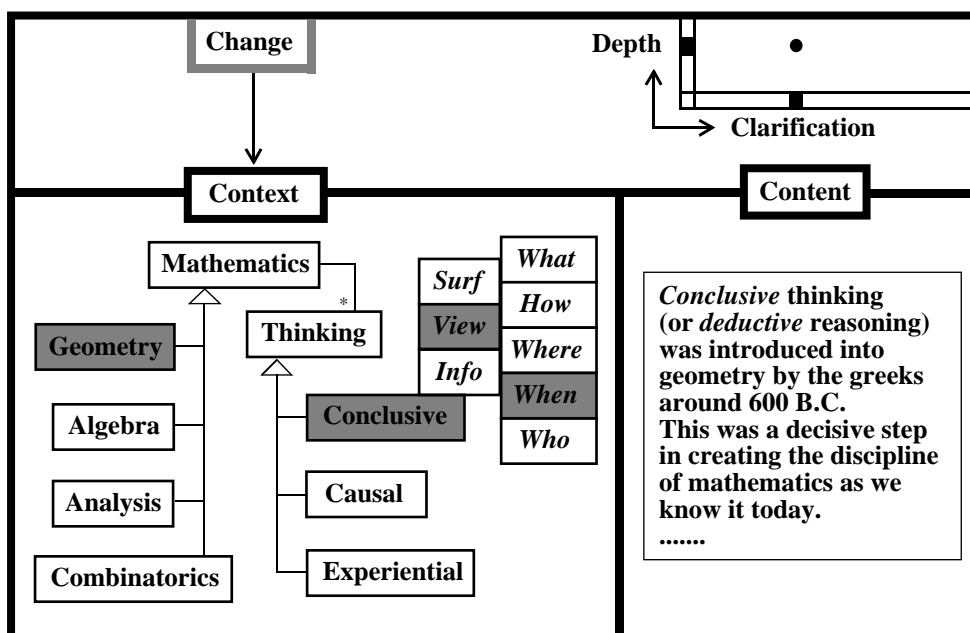 Change
Depth
Clarification
Context
Content
Mathematics
*
Thinking
Geometry
Algebra
Analysis
Combinatorics
Conclusive
Causal
Experiential
Surf
View
Info
What
How
Where
When
Who
Conclusive thinking
(or deductive reasoning)
was introduced into
geometry by the greeks
around 600 B.C.
This was a decisive step
in creating the discipline
of mathematics as we
know it today.
.......